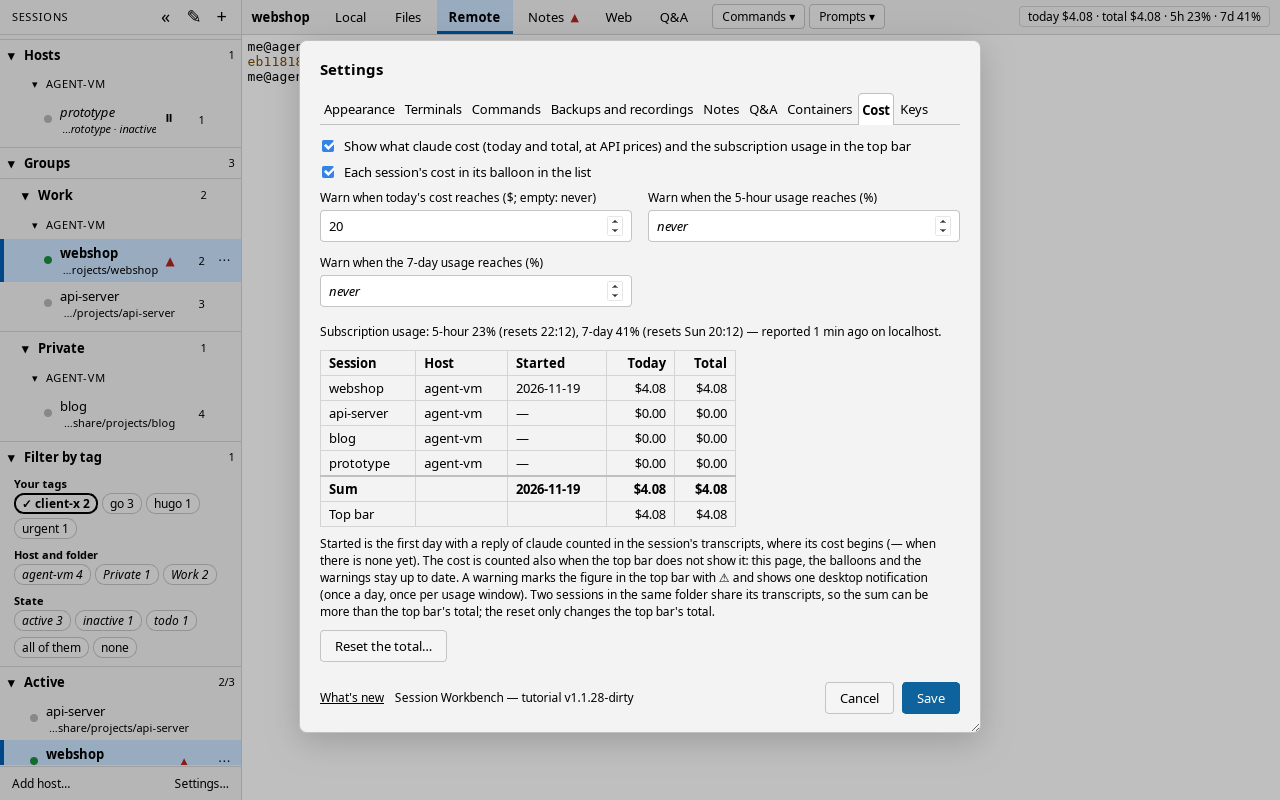 SESSIONS « ✎ +
webshop Local Files Remote Notes ▲ Web Q&A Commands ▾ Prompts ▾ today $4.08 · total $4.08 · 5h 23% · 7d 41%
▼ Hosts 1
▾ AGENT-VM
prototype ⏸ 1
...rototype · inactive
▼ Groups 3
▼ Work 2
▾ AGENT-VM
webshop ▲ 2 ...
...rojects/webshop
api-server 3
.../projects/api-server
▼ Private 1
▾ AGENT-VM
blog 4
...share/projects/blog
▼ Filter by tag 1
Your tags
✓ client-x 2 go 3 hugo 1
urgent 1
Host and folder
agent-vm 4 Private 1 Work 2
State
active 3 inactive 1 todo 1
all of them none
▼ Active 2/3
api-server
...share/projects/api-server
webshop ▲ ...
Add host... Settings...
me@agen
eb11818
me@agen
Settings
Appearance Terminals Commands Backups and recordings Notes Q&A Containers Cost Keys
Show what claude cost (today and total, at API prices) and the subscription usage in the top bar
Each session's cost in its balloon in the list
Warn when today's cost reaches ($; empty: never) Warn when the 5-hour usage reaches (%)
20 never
Warn when the 7-day usage reaches (%)
never
Subscription usage: 5-hour 23% (resets 22:12), 7-day 41% (resets Sun 20:12) — reported 1 min ago on localhost.
Session Host Started Today Total
webshop agent-vm 2026-11-19 $4.08 $4.08
api-server agent-vm — $0.00 $0.00
blog agent-vm — $0.00 $0.00
prototype agent-vm — $0.00 $0.00
Sum 2026-11-19 $4.08 $4.08
Top bar $4.08 $4.08
Started is the first day with a reply of claude counted in the session's transcripts, where its cost begins (— when
there is none yet). The cost is counted also when the top bar does not show it: this page, the balloons and the
warnings stay up to date. A warning marks the figure in the top bar with ⚠ and shows one desktop notification
(once a day, once per usage window). Two sessions in the same folder share its transcripts, so the sum can be
more than the top bar's total; the reset only changes the top bar's total.
Reset the total...
What's new Session Workbench — tutorial v1.1.28-dirty Cancel Save